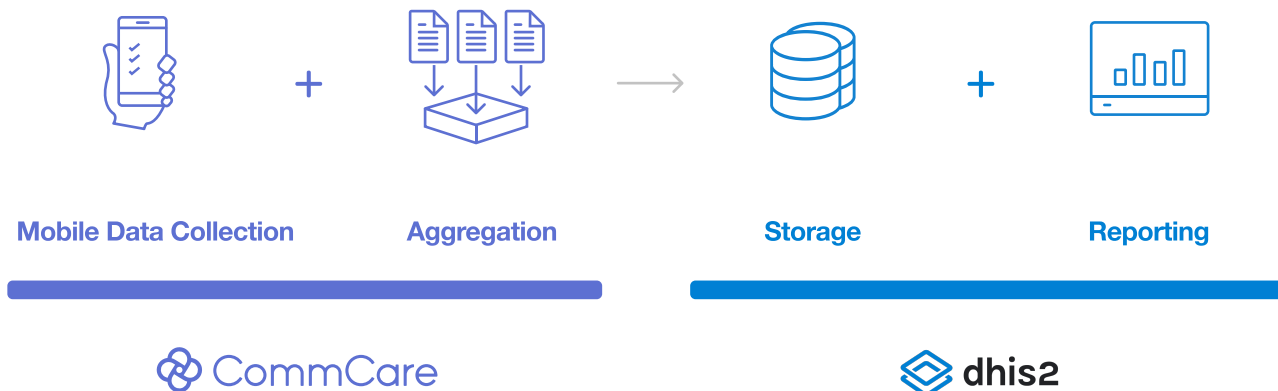 Mobile Data Collection
Aggregation
Storage
Reporting
CommCare
dhis2